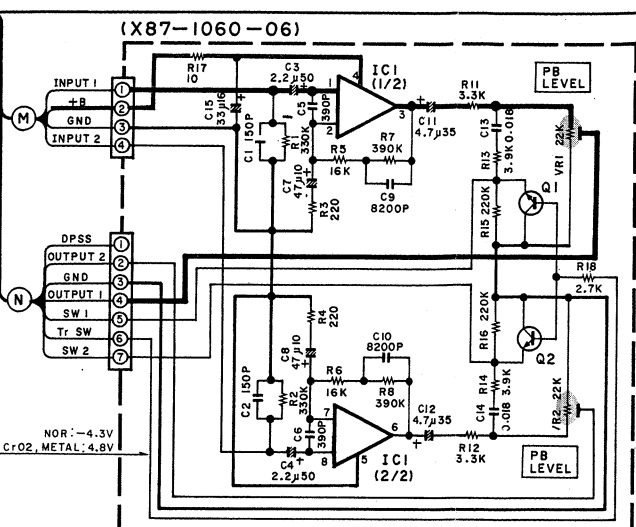 (X87-1060-06)
INPUT 1
+B
GND
INPUT 2
M
1
2
3
4
R17
10
C15
33μ16
C3
2.2μ50
C5
390P
IC1
(1/2)
4
1
2
3
C1 150P
R1
330K
C7
47μ10
R3
220
R5
16K
R7
390K
C9
8200P
C11
4.7μ35
R11
3.3K
PB
LEVEL
C13
0.018
R13
3.9K
VR1
22K
Q1
R15
220K
R18
2.7K
DPSS
OUTPUT 2
GND
OUTPUT 1
SW 1
Tr SW
SW 2
N
1
2
3
4
5
6
7
R4
220
C8
47μ10
C10
8200P
R6
16K
R8
390K
C2 150P
R2
330K
C6
390P
7
8
6
5
C4
2.2μ50
IC1
(2/2)
C12
4.7μ35
R12
3.3K
R16
220K
Q2
R14
3.9K
C14
0.018
/R2
22K
PB
LEVEL
NOR:-4.3V
CrO2, METAL:4.8V